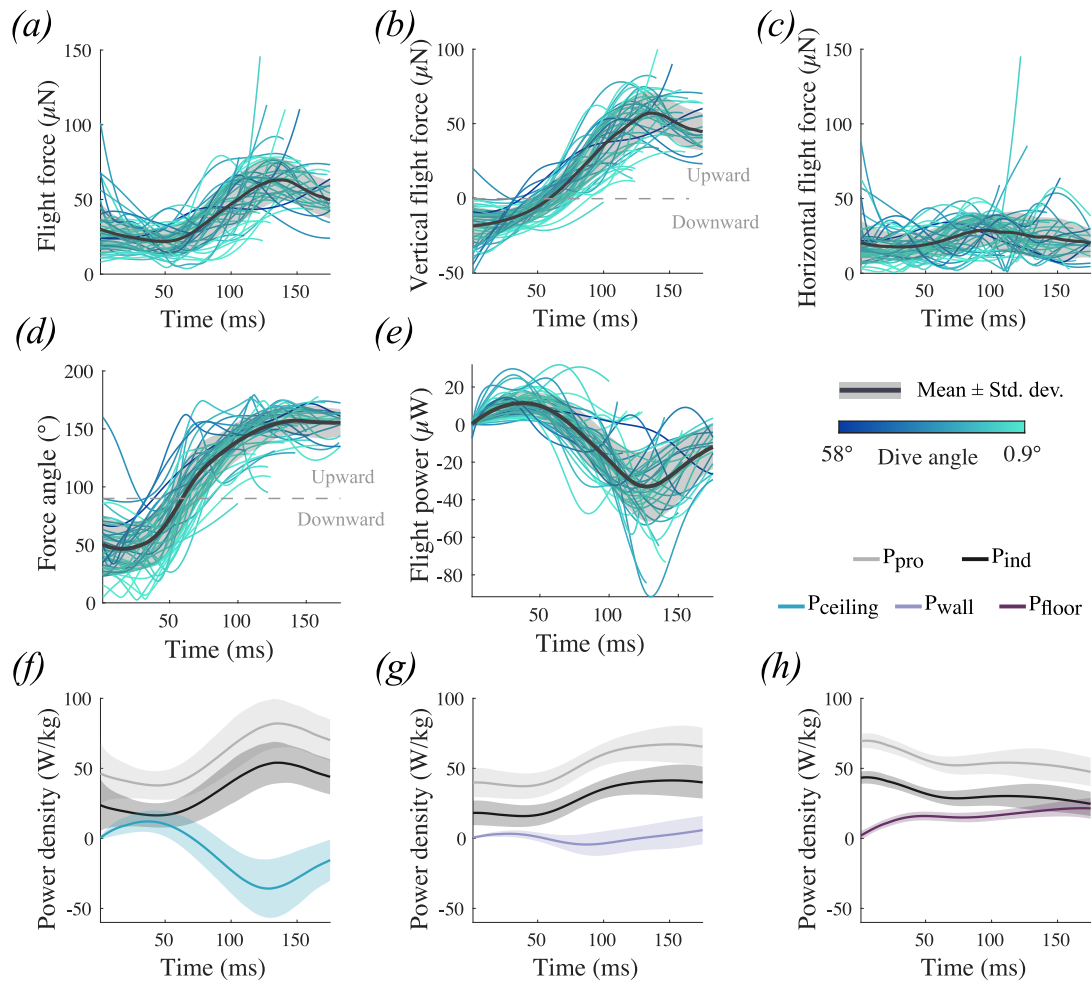 (a)
(b)
(c)
Flight force (μN)
150
100
50
0
50 100 150
Time (ms)
Vertical flight force (μN)
100
50
0
-50
Upward
Downward
50 100 150
Time (ms)
Horizontal flight force (μN)
150
100
50
0
50 100 150
Time (ms)
(d)
(e)
Force angle (°)
200
150
100
50
0
Upward
Downward
50 100 150
Time (ms)
Flight power (μW)
20
0
-20
-40
-60
-80
50 100 150
Time (ms)
Mean ± Std. dev.
58° Dive angle 0.9°
Ppro Pind
Pceiling Pwall Pfloor
(f)
(g)
(h)
Power density (W/kg)
100
50
0
-50
50 100 150
Time (ms)
Power density (W/kg)
100
50
0
-50
50 100 150
Time (ms)
Power density (W/kg)
100
50
0
-50
50 100 150
Time (ms)